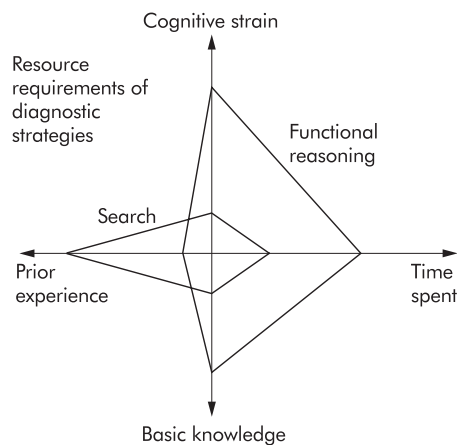 Cognitive strain
Resource
requirements of
diagnostic
strategies
Functional
reasoning
Search
Prior
experience
Time
spent
Basic knowledge